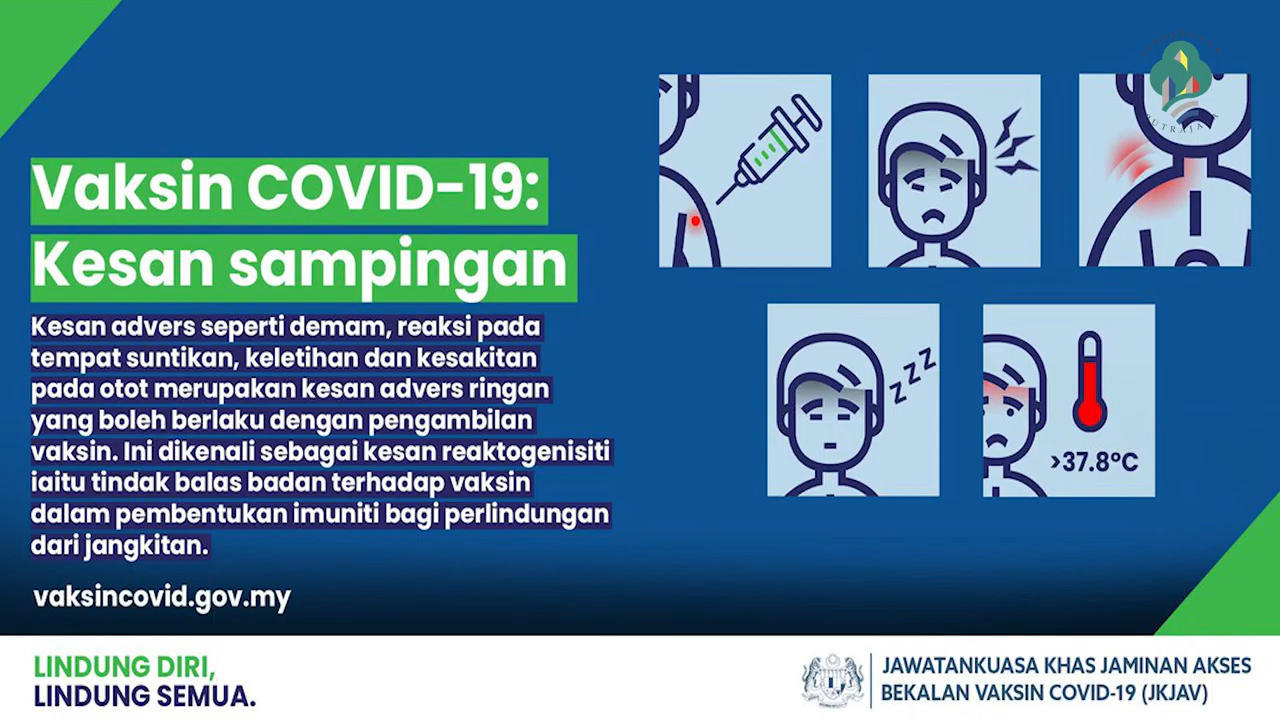 Vaksin COVID-19:
Kesan sampingan
Kesan advers seperti demam, reaksi pada
tempat suntikan, keletihan dan kesakitan
pada otot merupakan kesan advers ringan
yang boleh berlaku dengan pengambilan
vaksin. Ini dikenali sebagai kesan reaktogenisiti
iaitu tindak balas badan terhadap vaksin
dalam pembentukan imuniti bagi perlindungan
dari jangkitan.
vaksincovid.gov.my
zzz
>37.8°C
LINDUNG DIRI,
LINDUNG SEMUA.
JAWATANKUASA KHAS JAMINAN AKSES
BEKALAN VAKSIN COVID-19 (JKJAV)